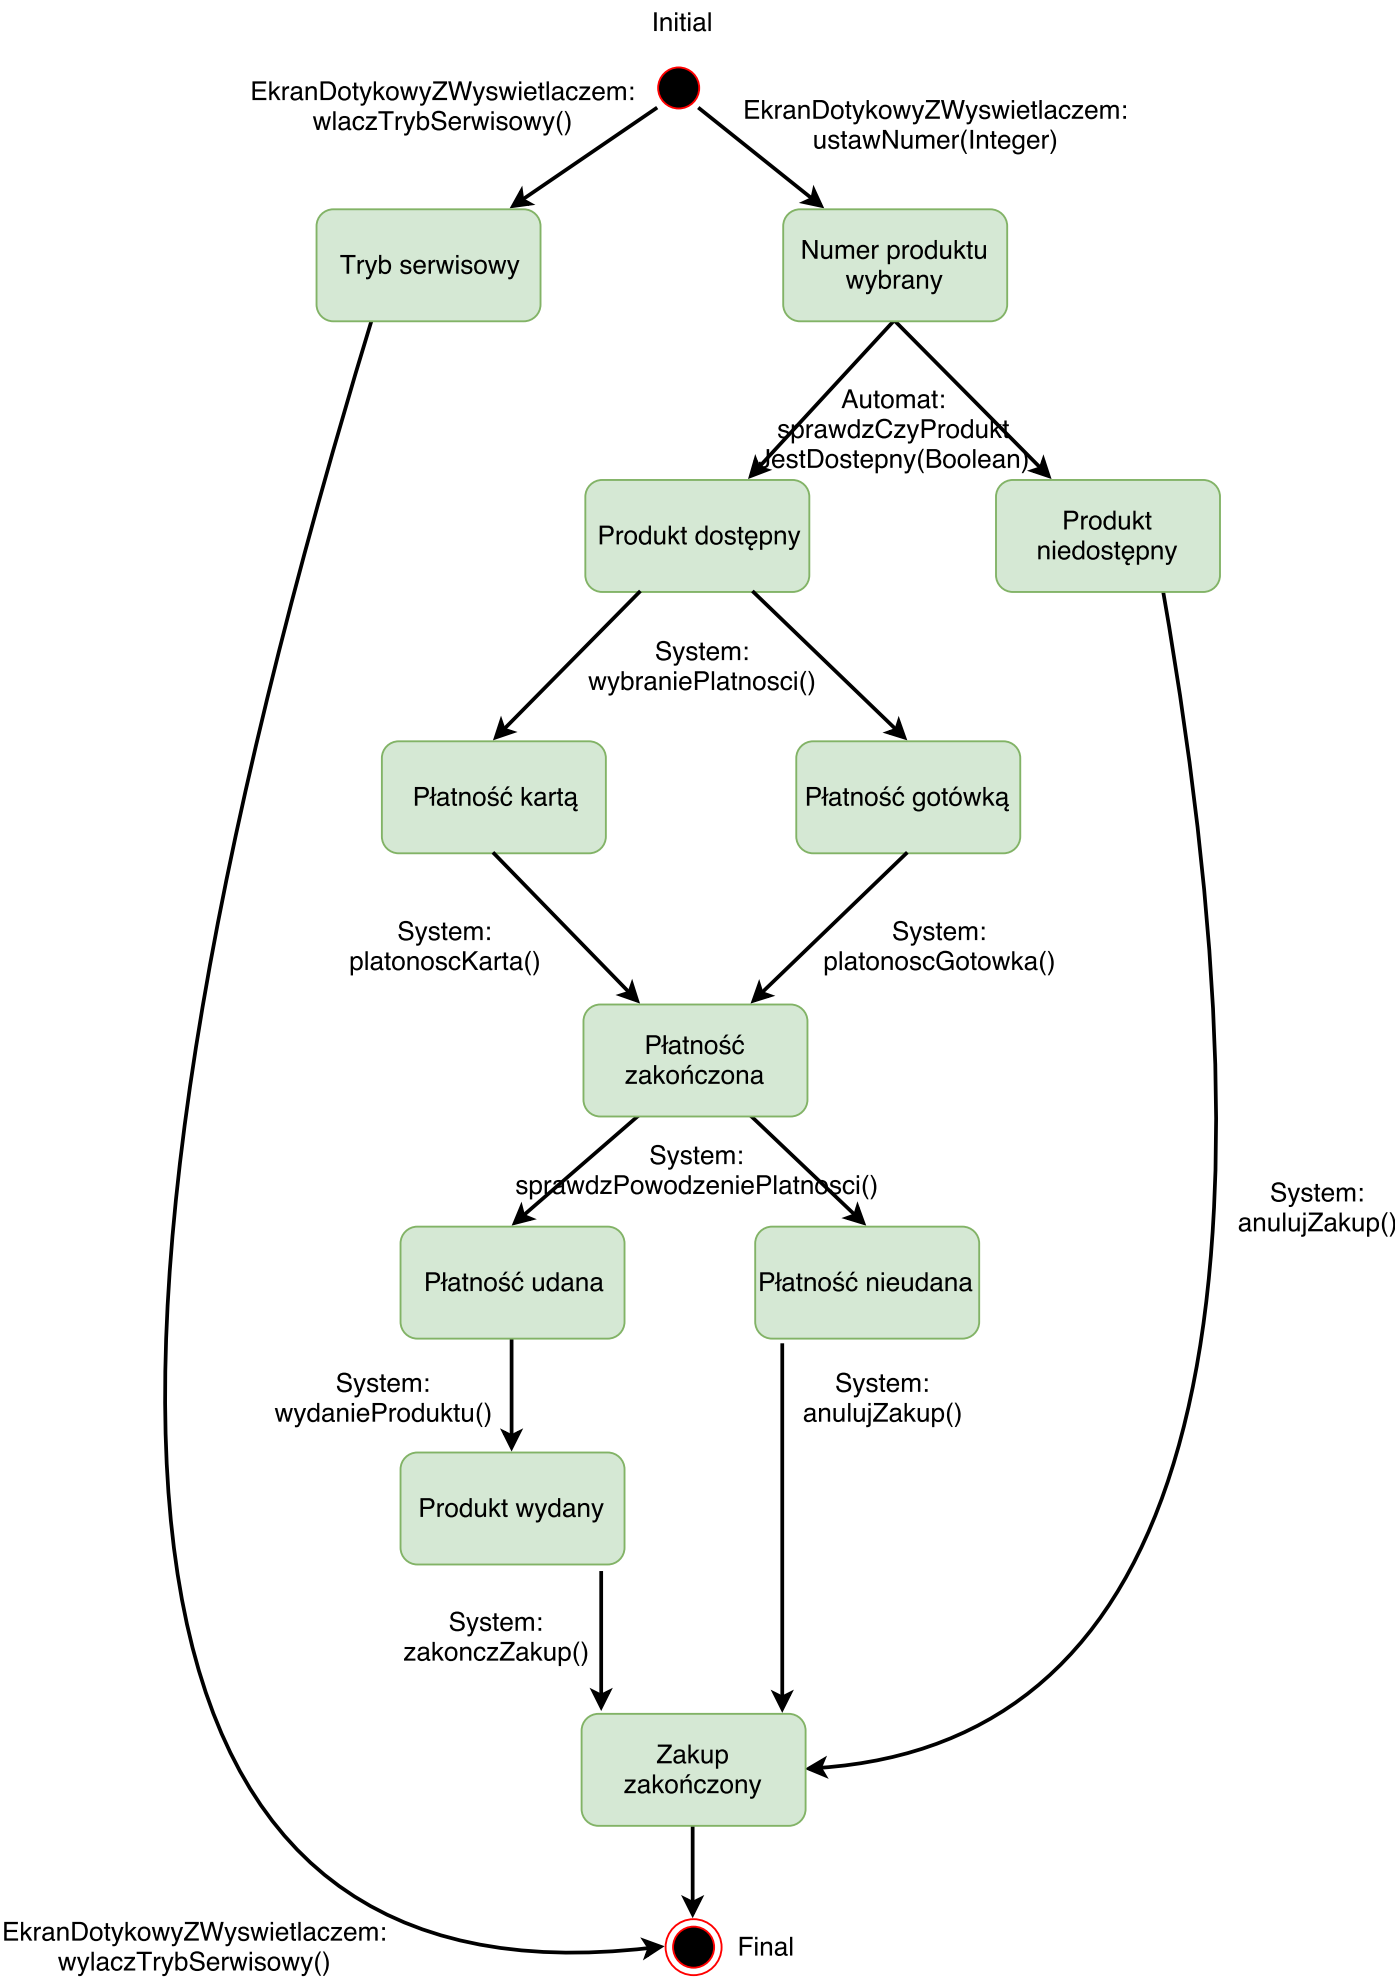 Initial
EkranDotykowyZWyswietlaczem:
wlaczTrybSerwisowy()
EkranDotykowyZWyswietlaczem:
ustawNumer(Integer)
Tryb serwisowy
Numer produktu
wybrany
Automat:
sprawdzCzyProdukt
JestDostepny(Boolean)
Produkt dostępny
Produkt
niedostępny
System:
wybraniePlatnosci()
Płatność kartą
Płatność gotówką
System:
platonoscKarta()
System:
platonoscGotowka()
Płatność
zakończona
System:
sprawdzPowodzeniePlatnosci()
System:
anulujZakup()
Płatność udana
Płatność nieudana
System:
wydanieProduktu()
System:
anulujZakup()
Produkt wydany
System:
zakonczZakup()
Zakup
zakończony
EkranDotykowyZWyswietlaczem:
wylaczTrybSerwisowy()
Final